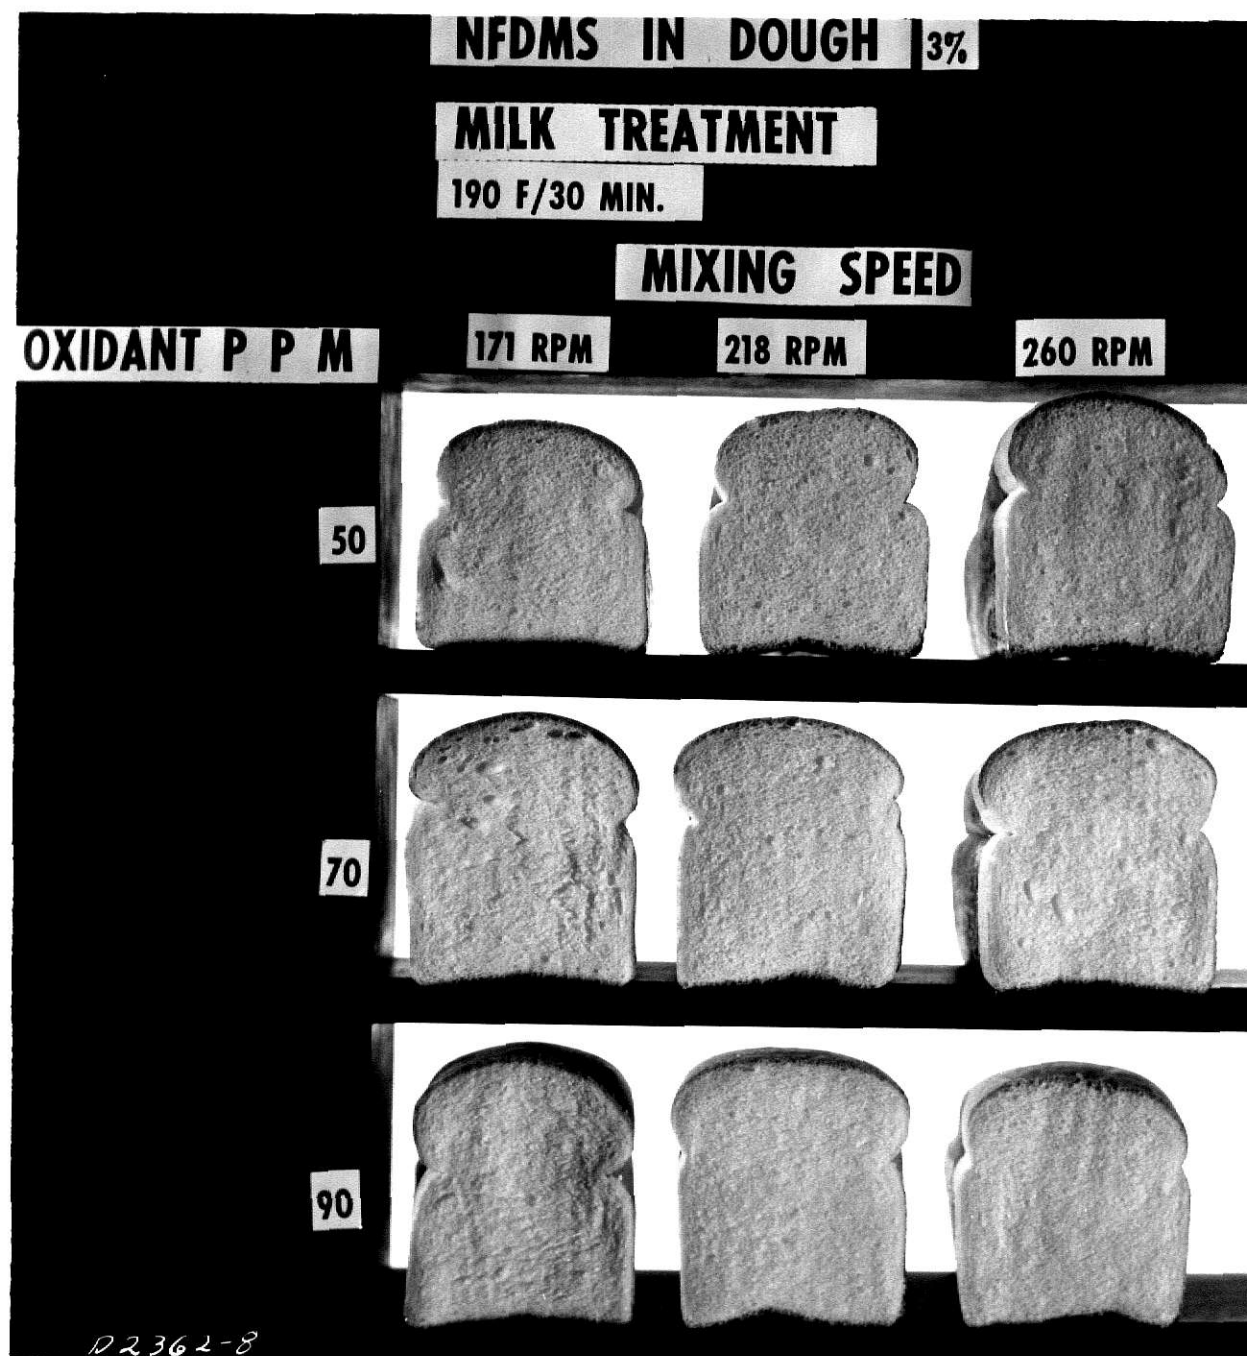 NFDMS IN DOUGH 3%
MILK TREATMENT
190 F/30 MIN.
MIXING SPEED
OXIDANT P P M 171 RPM 218 RPM 260 RPM
50
70
90
D2362-8